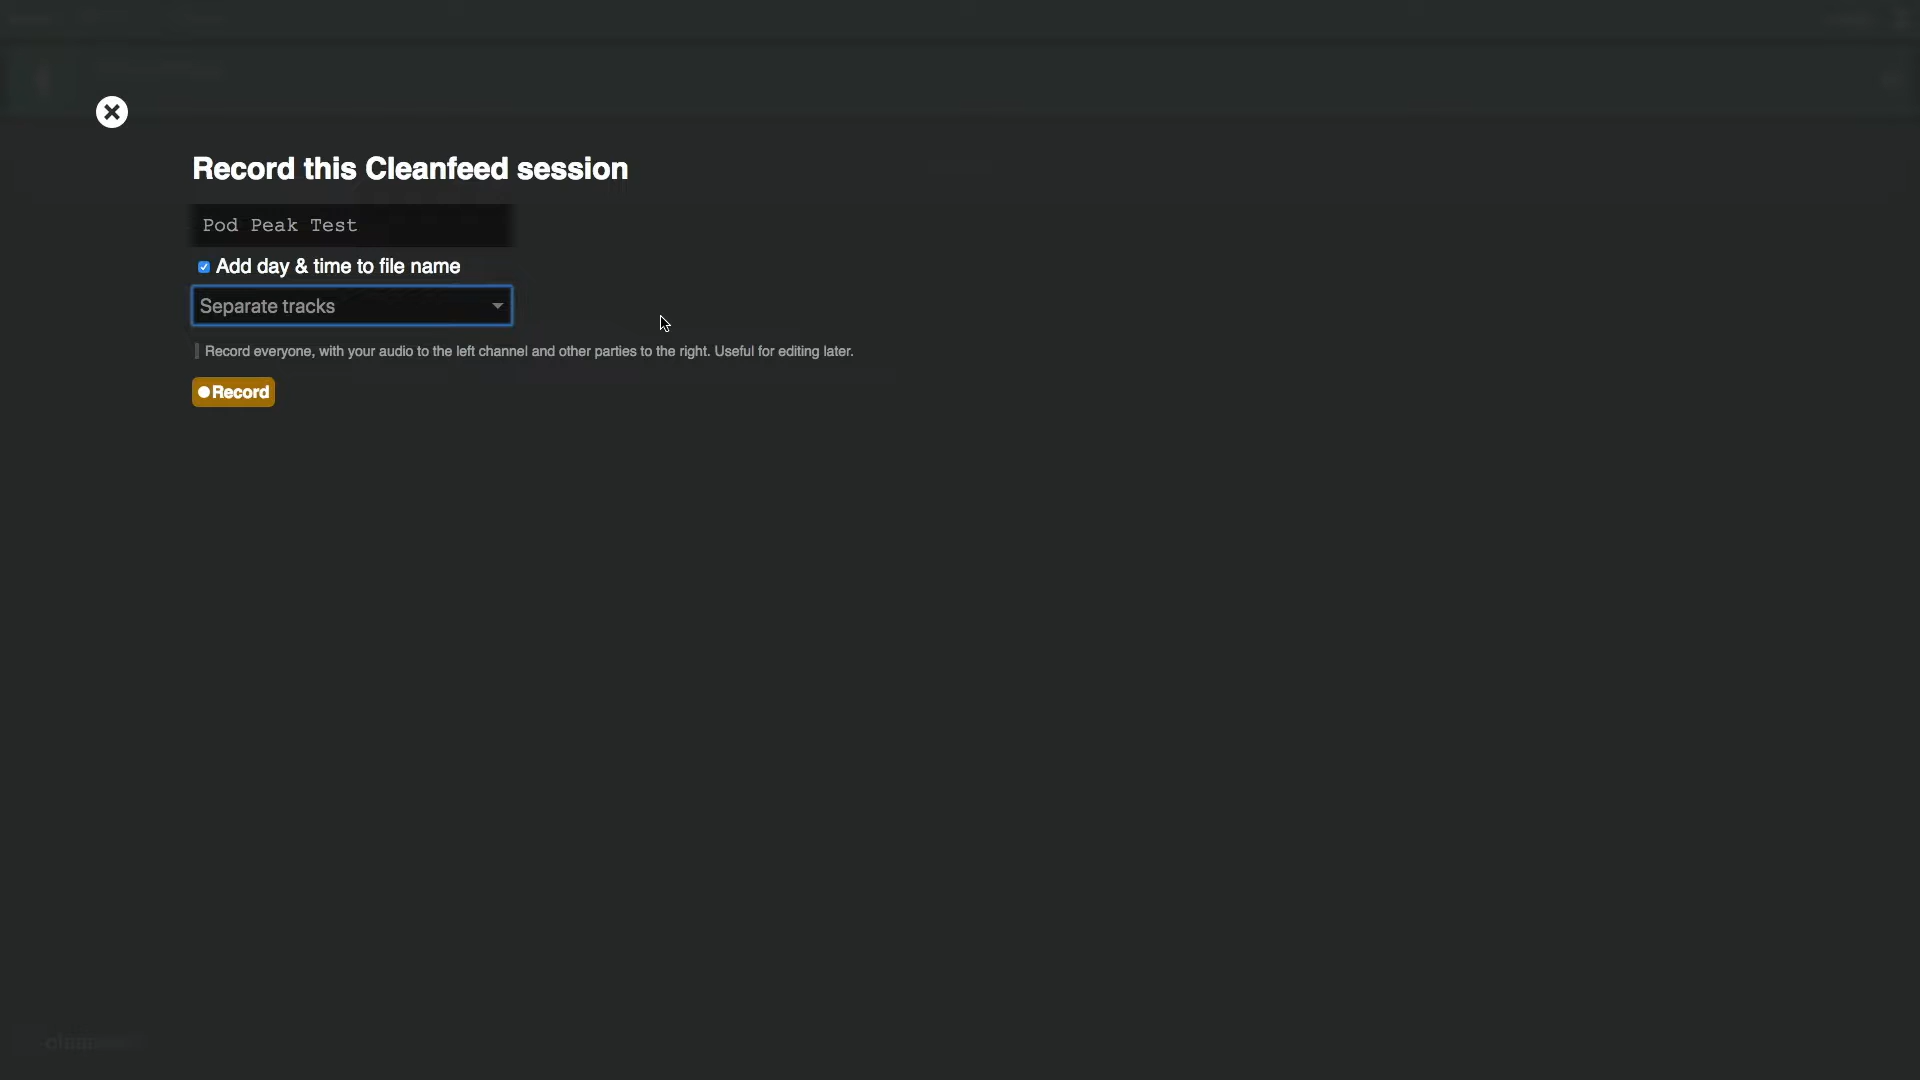 Record this Cleanfeed session
Pod Peak Test
Add day & time to file name
Separate tracks
Record everyone, with your audio to the left channel and other parties to the right. Useful for editing later.
Record